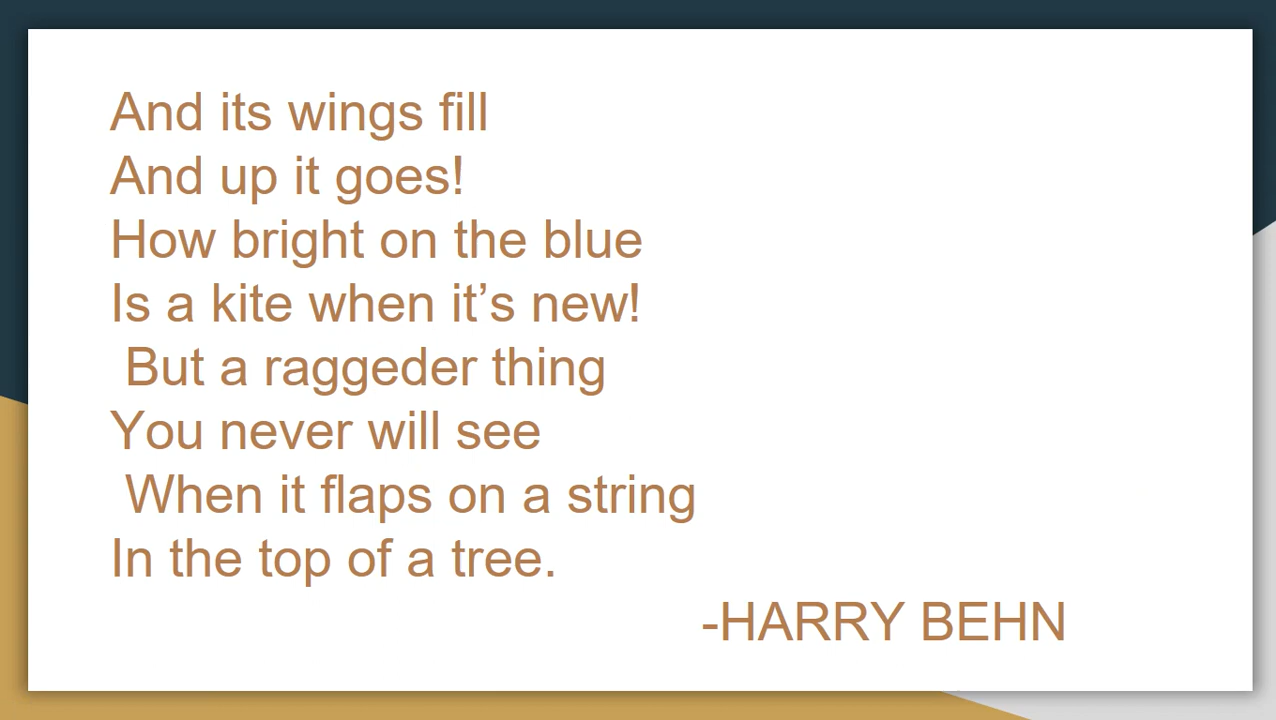 And its wings fill
And up it goes!
How bright on the blue
Is a kite when it’s new!
But a raggeder thing
You never will see
When it flaps on a string
In the top of a tree.
-HARRY BEHN